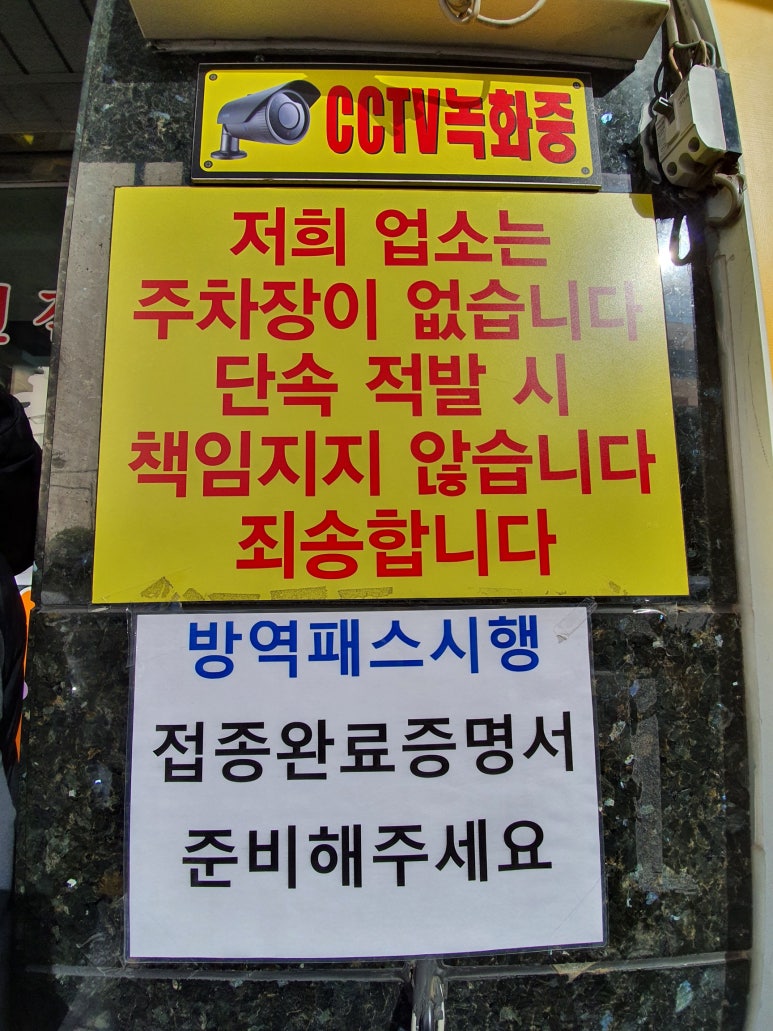 CCTV녹화중
저희 업소는
주차장이 없습니다
단속 적발 시
책임지지 않습니다
죄송합니다
방역패스시행
접종완료증명서
준비해주세요